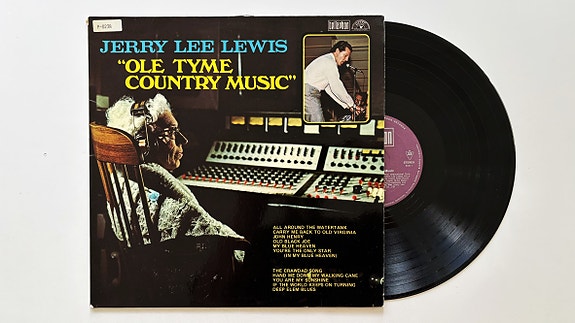 P-0236
JERRY LEE LEWIS
"OLE TYME
COUNTRY MUSIC"
ALL AROUND THE WATERTANK
CARRY ME BACK TO OLD VIRGINIA
JOHN HENRY
OLD BLACK JOE
MY BLUE HEAVEN
YOU'RE THE ONLY STAR
(IN MY BLUE HEAVEN)
THE CRAWDAD SONG
HAND ME DOWN MY WALKING CANE
YOU ARE MY SUNSHINE
IF THE WORLD KEEPS ON TURNING
DEEP ELEM BLUES
STEREO